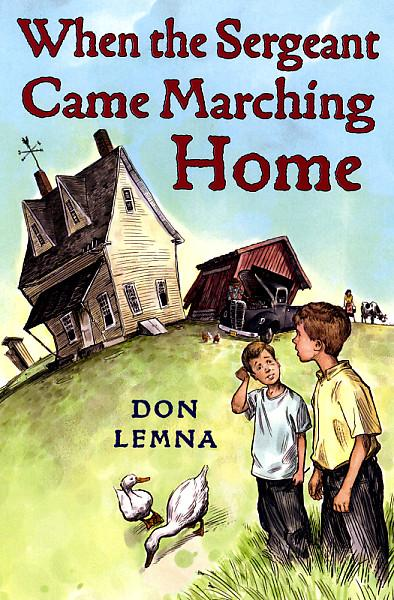 When the Sergeant
Came Marching
Home
DON
LEMNA